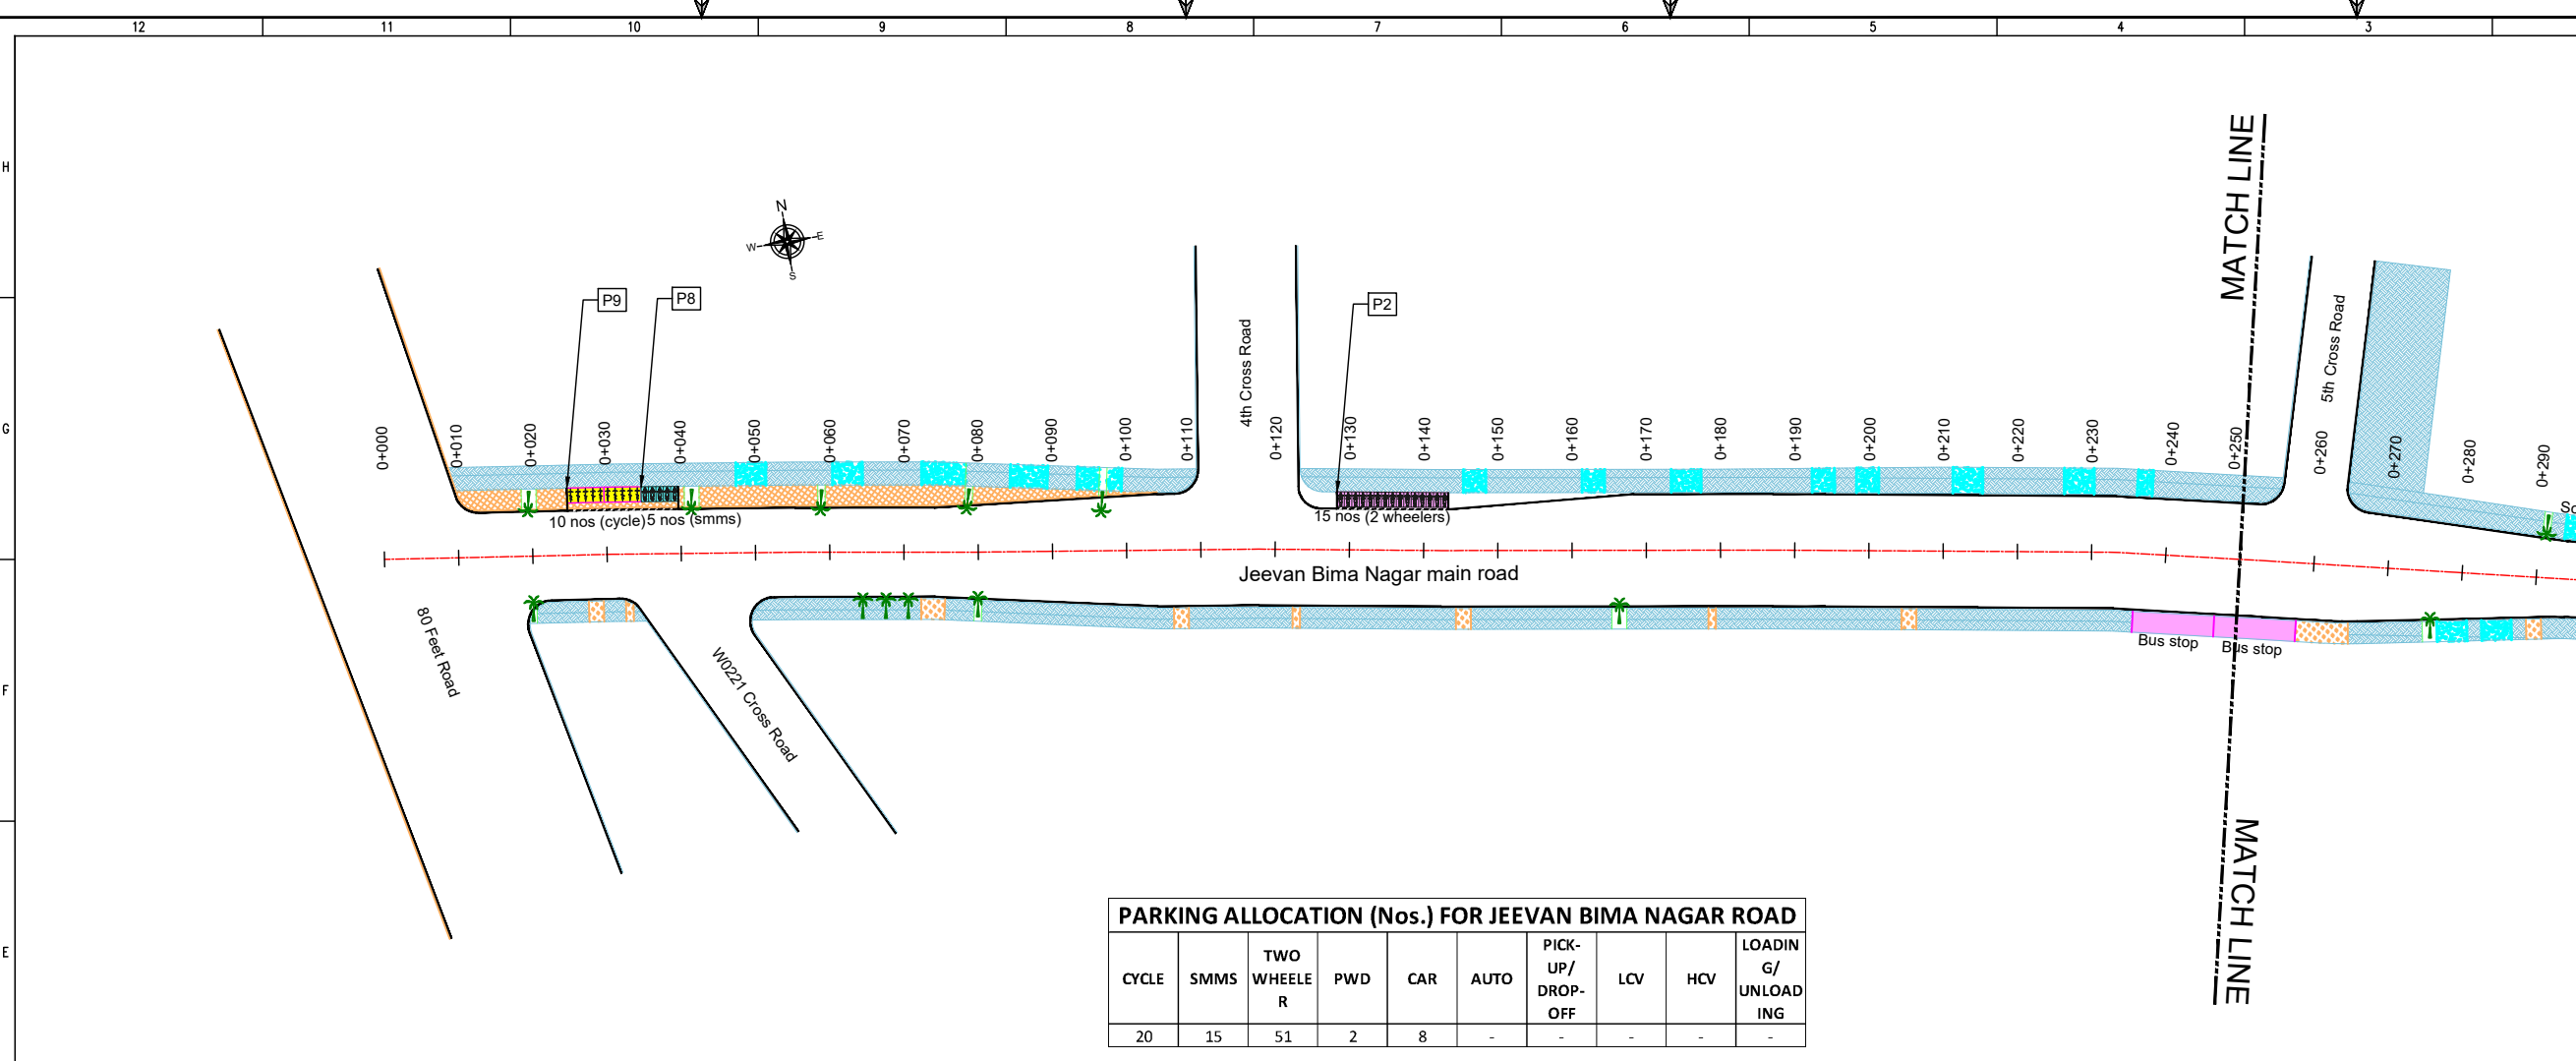 12 11 10 9 8 7 6 5 4 3
H
G
F
E
MATCH LINE
N
W E
S
P9
P8
P2
4th Cross Road
5th Cross Road
0+000 0+010 0+020 0+030 0+040 0+050 0+060 0+070 0+080 0+090 0+100 0+110 0+120 0+130 0+140 0+150 0+160 0+170 0+180 0+190 0+200 0+210 0+220 0+230 0+240 0+250 0+260 0+270 0+280 0+290
10 nos (cycle) 5 nos (smms)
15 nos (2 wheelers)
Jeevan Bima Nagar main road
80 Feet Road
W0221 Cross Road
Bus stop
Bus stop
MATCH LINE
PARKING ALLOCATION (Nos.) FOR JEEVAN BIMA NAGAR ROAD
CYCLE SMMS TWO WHEELE R PWD CAR AUTO PICK- UP/ DROP- OFF LCV HCV LOADIN G/ UNLOAD ING
20 15 51 2 8 - - - - -